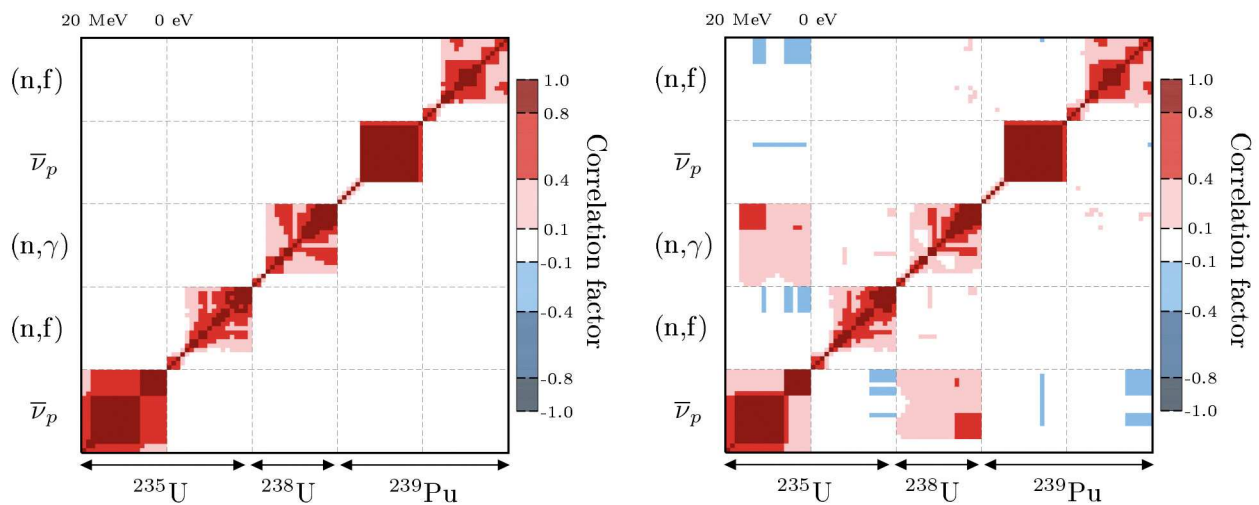 20 MeV 0 eV
(n,f)
ν̅ₚ
(n,γ)
(n,f)
ν̅ₚ
²³⁵U
²³⁸U
²³⁹Pu
1.0
0.8
0.4
0.1
-0.1
-0.4
-0.8
-1.0
Correlation factor
20 MeV 0 eV
(n,f)
ν̅ₚ
(n,γ)
(n,f)
ν̅ₚ
²³⁵U
²³⁸U
²³⁹Pu
1.0
0.8
0.4
0.1
-0.1
-0.4
-0.8
-1.0
Correlation factor